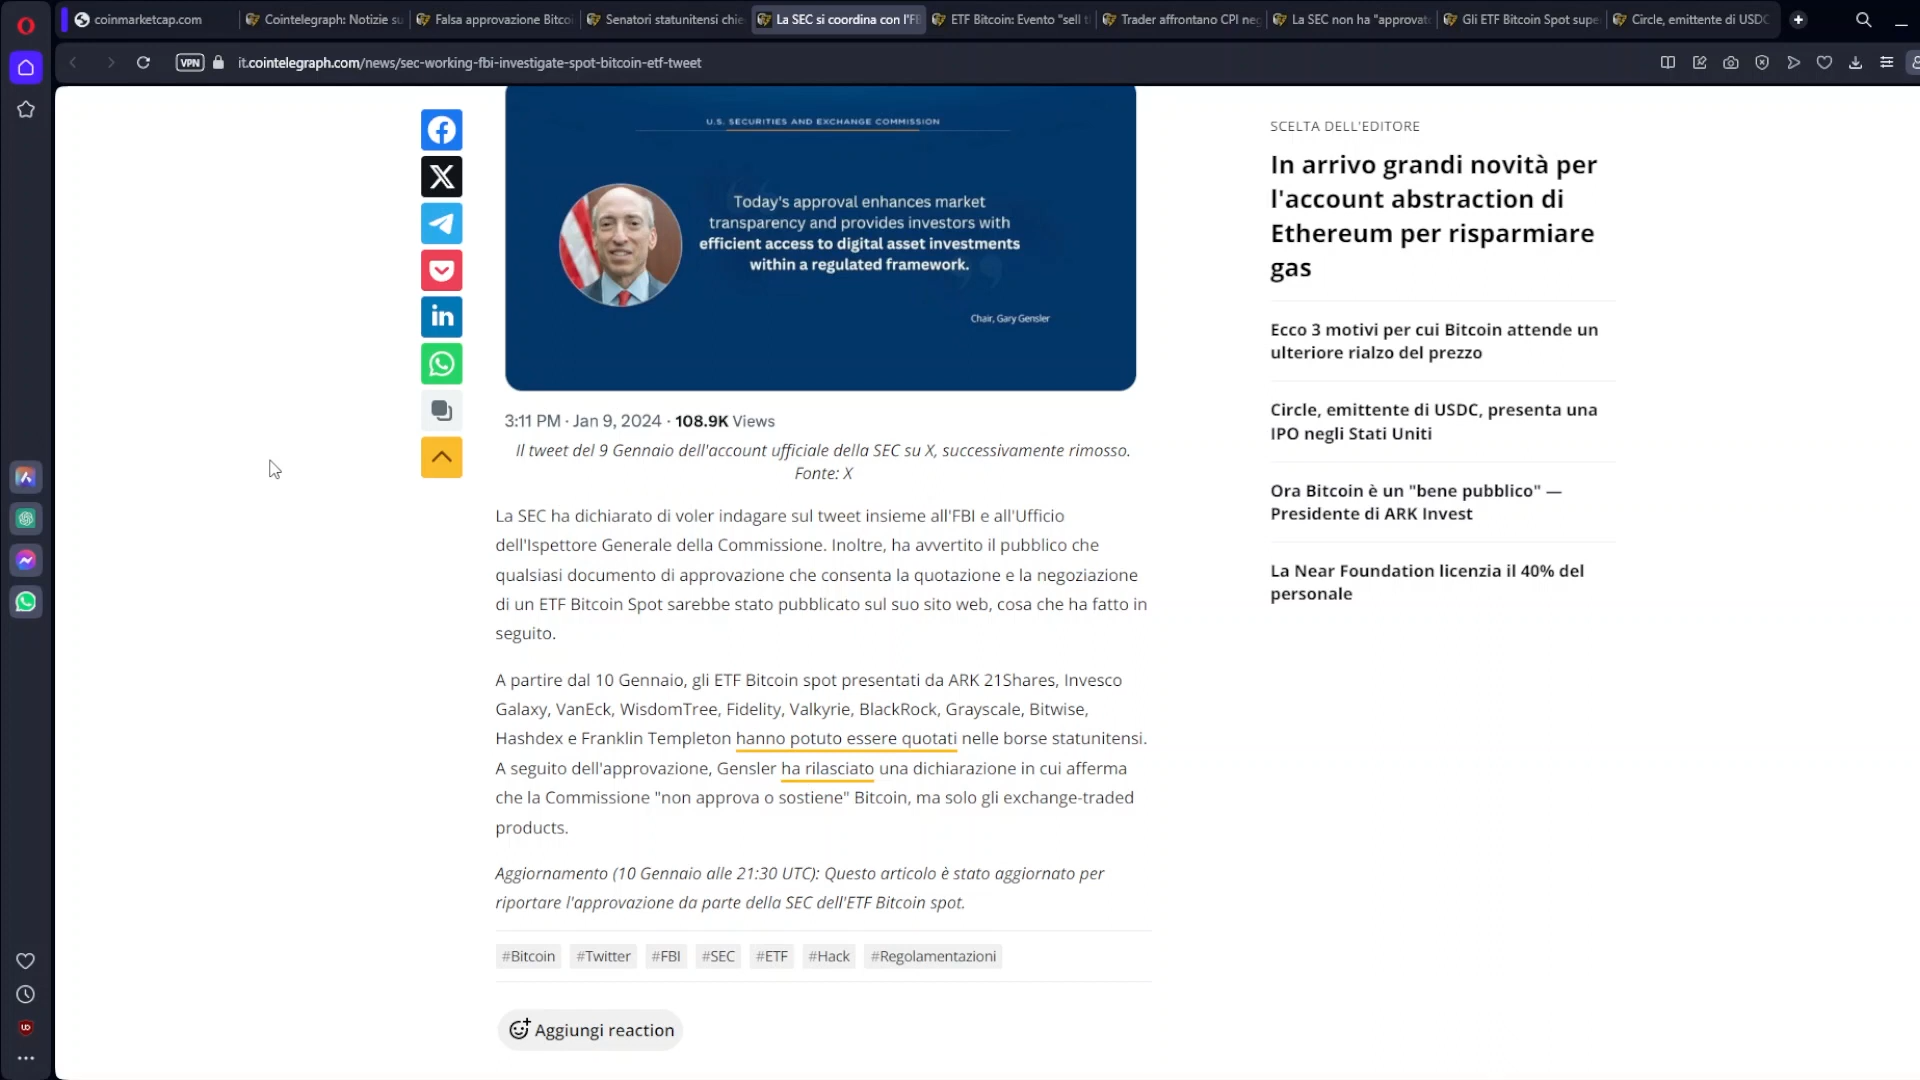 coinmarketcap.com
Cointelegraph: Notizie su
Falsa approvazione Bitco
Senatori statunitensi chie
La SEC si coordina con l'FB
ETF Bitcoin: Evento "sell t
Trader affrontano CPI neg
La SEC non ha "approvat
Gli ETF Bitcoin Spot supe
Circle, emittente di USDC
VPN
it.cointelegraph.com/news/sec-working-fbi-investigate-spot-bitcoin-etf-tweet
U.S. SECURITIES AND EXCHANGE COMMISSION
Today's approval enhances market
transparency and provides investors with
efficient access to digital asset investments
within a regulated framework.
Chair, Gary Gensler
3:11 PM · Jan 9, 2024 · 108.9K Views
Il tweet del 9 Gennaio dell'account ufficiale della SEC su X, successivamente rimosso.
Fonte: X
La SEC ha dichiarato di voler indagare sul tweet insieme all'FBI e all'Ufficio
dell'Ispettore Generale della Commissione. Inoltre, ha avvertito il pubblico che
qualsiasi documento di approvazione che consenta la quotazione e la negoziazione
di un ETF Bitcoin Spot sarebbe stato pubblicato sul suo sito web, cosa che ha fatto in
seguito.
A partire dal 10 Gennaio, gli ETF Bitcoin spot presentati da ARK 21Shares, Invesco
Galaxy, VanEck, WisdomTree, Fidelity, Valkyrie, BlackRock, Grayscale, Bitwise,
Hashdex e Franklin Templeton hanno potuto essere quotati nelle borse statunitensi.
A seguito dell'approvazione, Gensler ha rilasciato una dichiarazione in cui afferma
che la Commissione "non approva o sostiene" Bitcoin, ma solo gli exchange-traded
products.
Aggiornamento (10 Gennaio alle 21:30 UTC): Questo articolo è stato aggiornato per
riportare l'approvazione da parte della SEC dell'ETF Bitcoin spot.
#Bitcoin #Twitter #FBI #SEC #ETF #Hack #Regolamentazioni
Aggiungi reaction
SCELTA DELL'EDITORE
In arrivo grandi novità per
l'account abstraction di
Ethereum per risparmiare
gas
Ecco 3 motivi per cui Bitcoin attende un
ulteriore rialzo del prezzo
Circle, emittente di USDC, presenta una
IPO negli Stati Uniti
Ora Bitcoin è un "bene pubblico" —
Presidente di ARK Invest
La Near Foundation licenzia il 40% del
personale